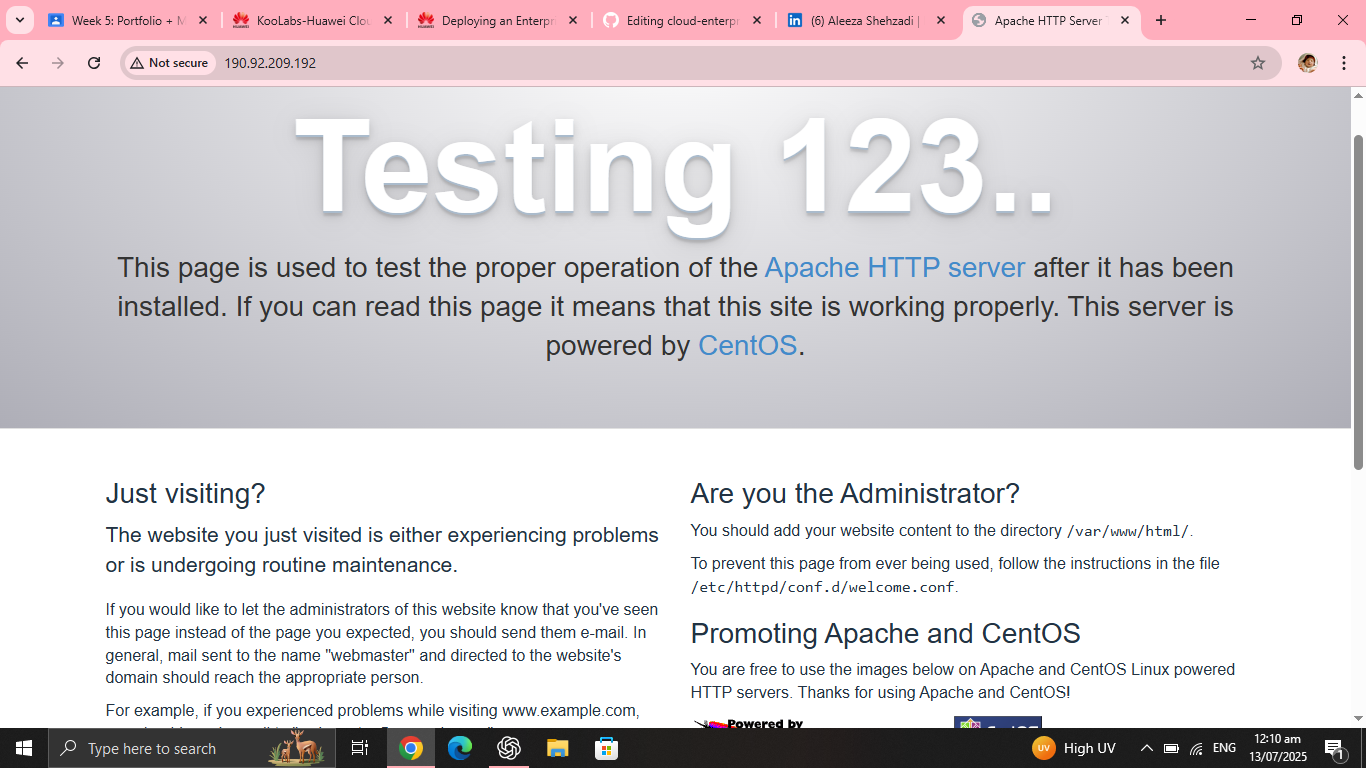 Week 5: Portfolio + M
KooLabs-Huawei Clou
Deploying an Enterpr
Editing cloud-enterpr
(6) Aleeza Shehzadi |
Apache HTTP Server
Not secure
190.92.209.192
Testing 123..
This page is used to test the proper operation of the Apache HTTP server after it has been
installed. If you can read this page it means that this site is working properly. This server is
powered by CentOS.
Just visiting?
The website you just visited is either experiencing problems
or is undergoing routine maintenance.
If you would like to let the administrators of this website know that you've seen
this page instead of the page you expected, you should send them e-mail. In
general, mail sent to the name "webmaster" and directed to the website's
domain should reach the appropriate person.
For example, if you experienced problems while visiting www.example.com,
Are you the Administrator?
You should add your website content to the directory /var/www/html/.
To prevent this page from ever being used, follow the instructions in the file
/etc/httpd/conf.d/welcome.conf.
Promoting Apache and CentOS
You are free to use the images below on Apache and CentOS Linux powered
HTTP servers. Thanks for using Apache and CentOS!
Powered by
Type here to search
UV
High UV
ENG
12:10 am
13/07/2025
1